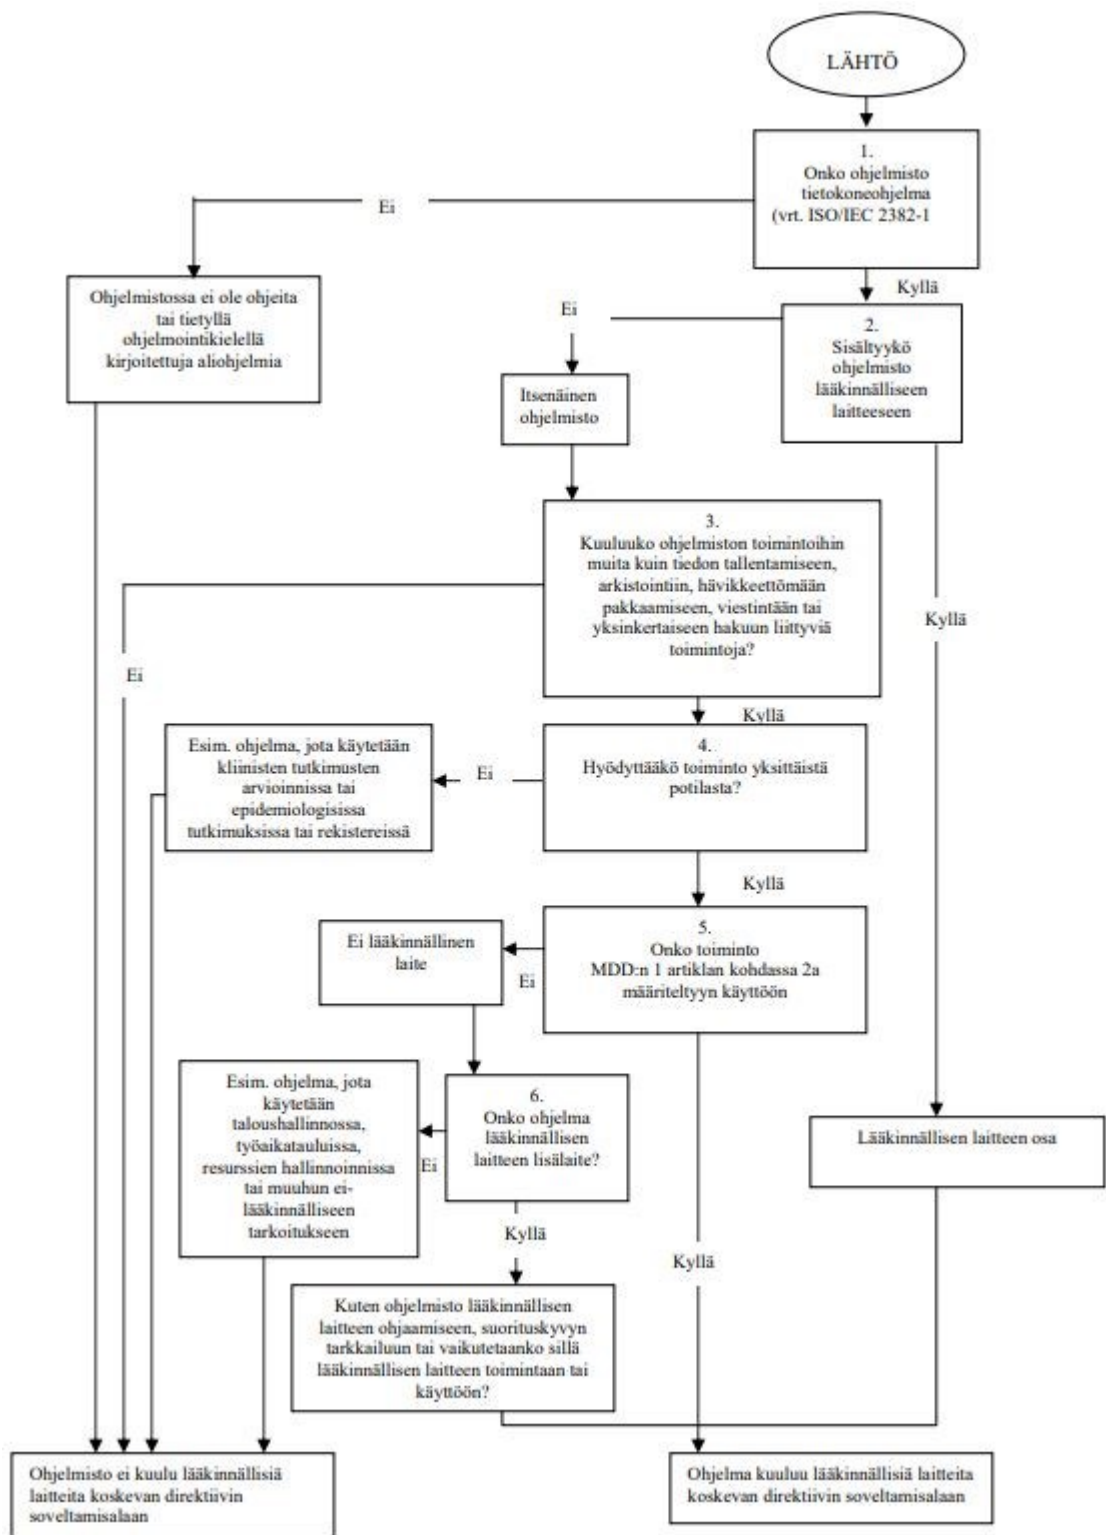 LÄHTÖ
1.
Onko ohjelmisto
tietokoneohjelma
(vrt. ISO/IEC 2382-1
Ei
Kyllä
Ohjelmistossa ei ole ohjeita
tai tietyllä
ohjelmointikielellä
kirjoitettuja aliohjelmia
Ei
2.
Sisältyykö
ohjelmisto
lääkinnälliseen
laitteeseen
Itsenäinen
ohjelmisto
3.
Kuuluuko ohjelmiston toimintoihin
muita kuin tiedon tallentamiseen,
arkistointiin, hävikkeettömään
pakkaamiseen, viestintään tai
yksinkertaiseen hakuun liittyviä
toimintoja?
Kyllä
Ei
Kyllä
Esim. ohjelma, jota käytetään
kliinisten tutkimusten
arvioinnissa tai
epidemiologisissa
tutkimuksissa tai rekistereissä
Ei
4.
Hyödyttääkö toiminto yksittäistä
potilasta?
Kyllä
Ei lääkinnällinen
laite
Ei
5.
Onko toiminto
MDD:n 1 artiklan kohdassa 2a
määriteltyyn käyttöön
Esim. ohjelma, jota
käytetään
taloushallinnossa,
työaikatauluissa,
resurssien hallinnoinnissa
tai muuhun ei-
lääkinnälliseen
tarkoitukseen
Ei
6.
Onko ohjelma
lääkinnällisen
laitteen lisälaite?
Lääkinnällisen laitteen osa
Kyllä
Kyllä
Kuten ohjelmisto lääkinnällisen
laitteen ohjaamiseen, suorituskyvyn
tarkkailuun tai vaikutetaanko sillä
lääkinnällisen laitteen toimintaan tai
käyttöön?
Ohjelmisto ei kuulu lääkinnällisiä
laitteita koskevan direktiivin
soveltamisalaan
Ohjelma kuuluu lääkinnällisiä laitteita
koskevan direktiivin soveltamisalaan